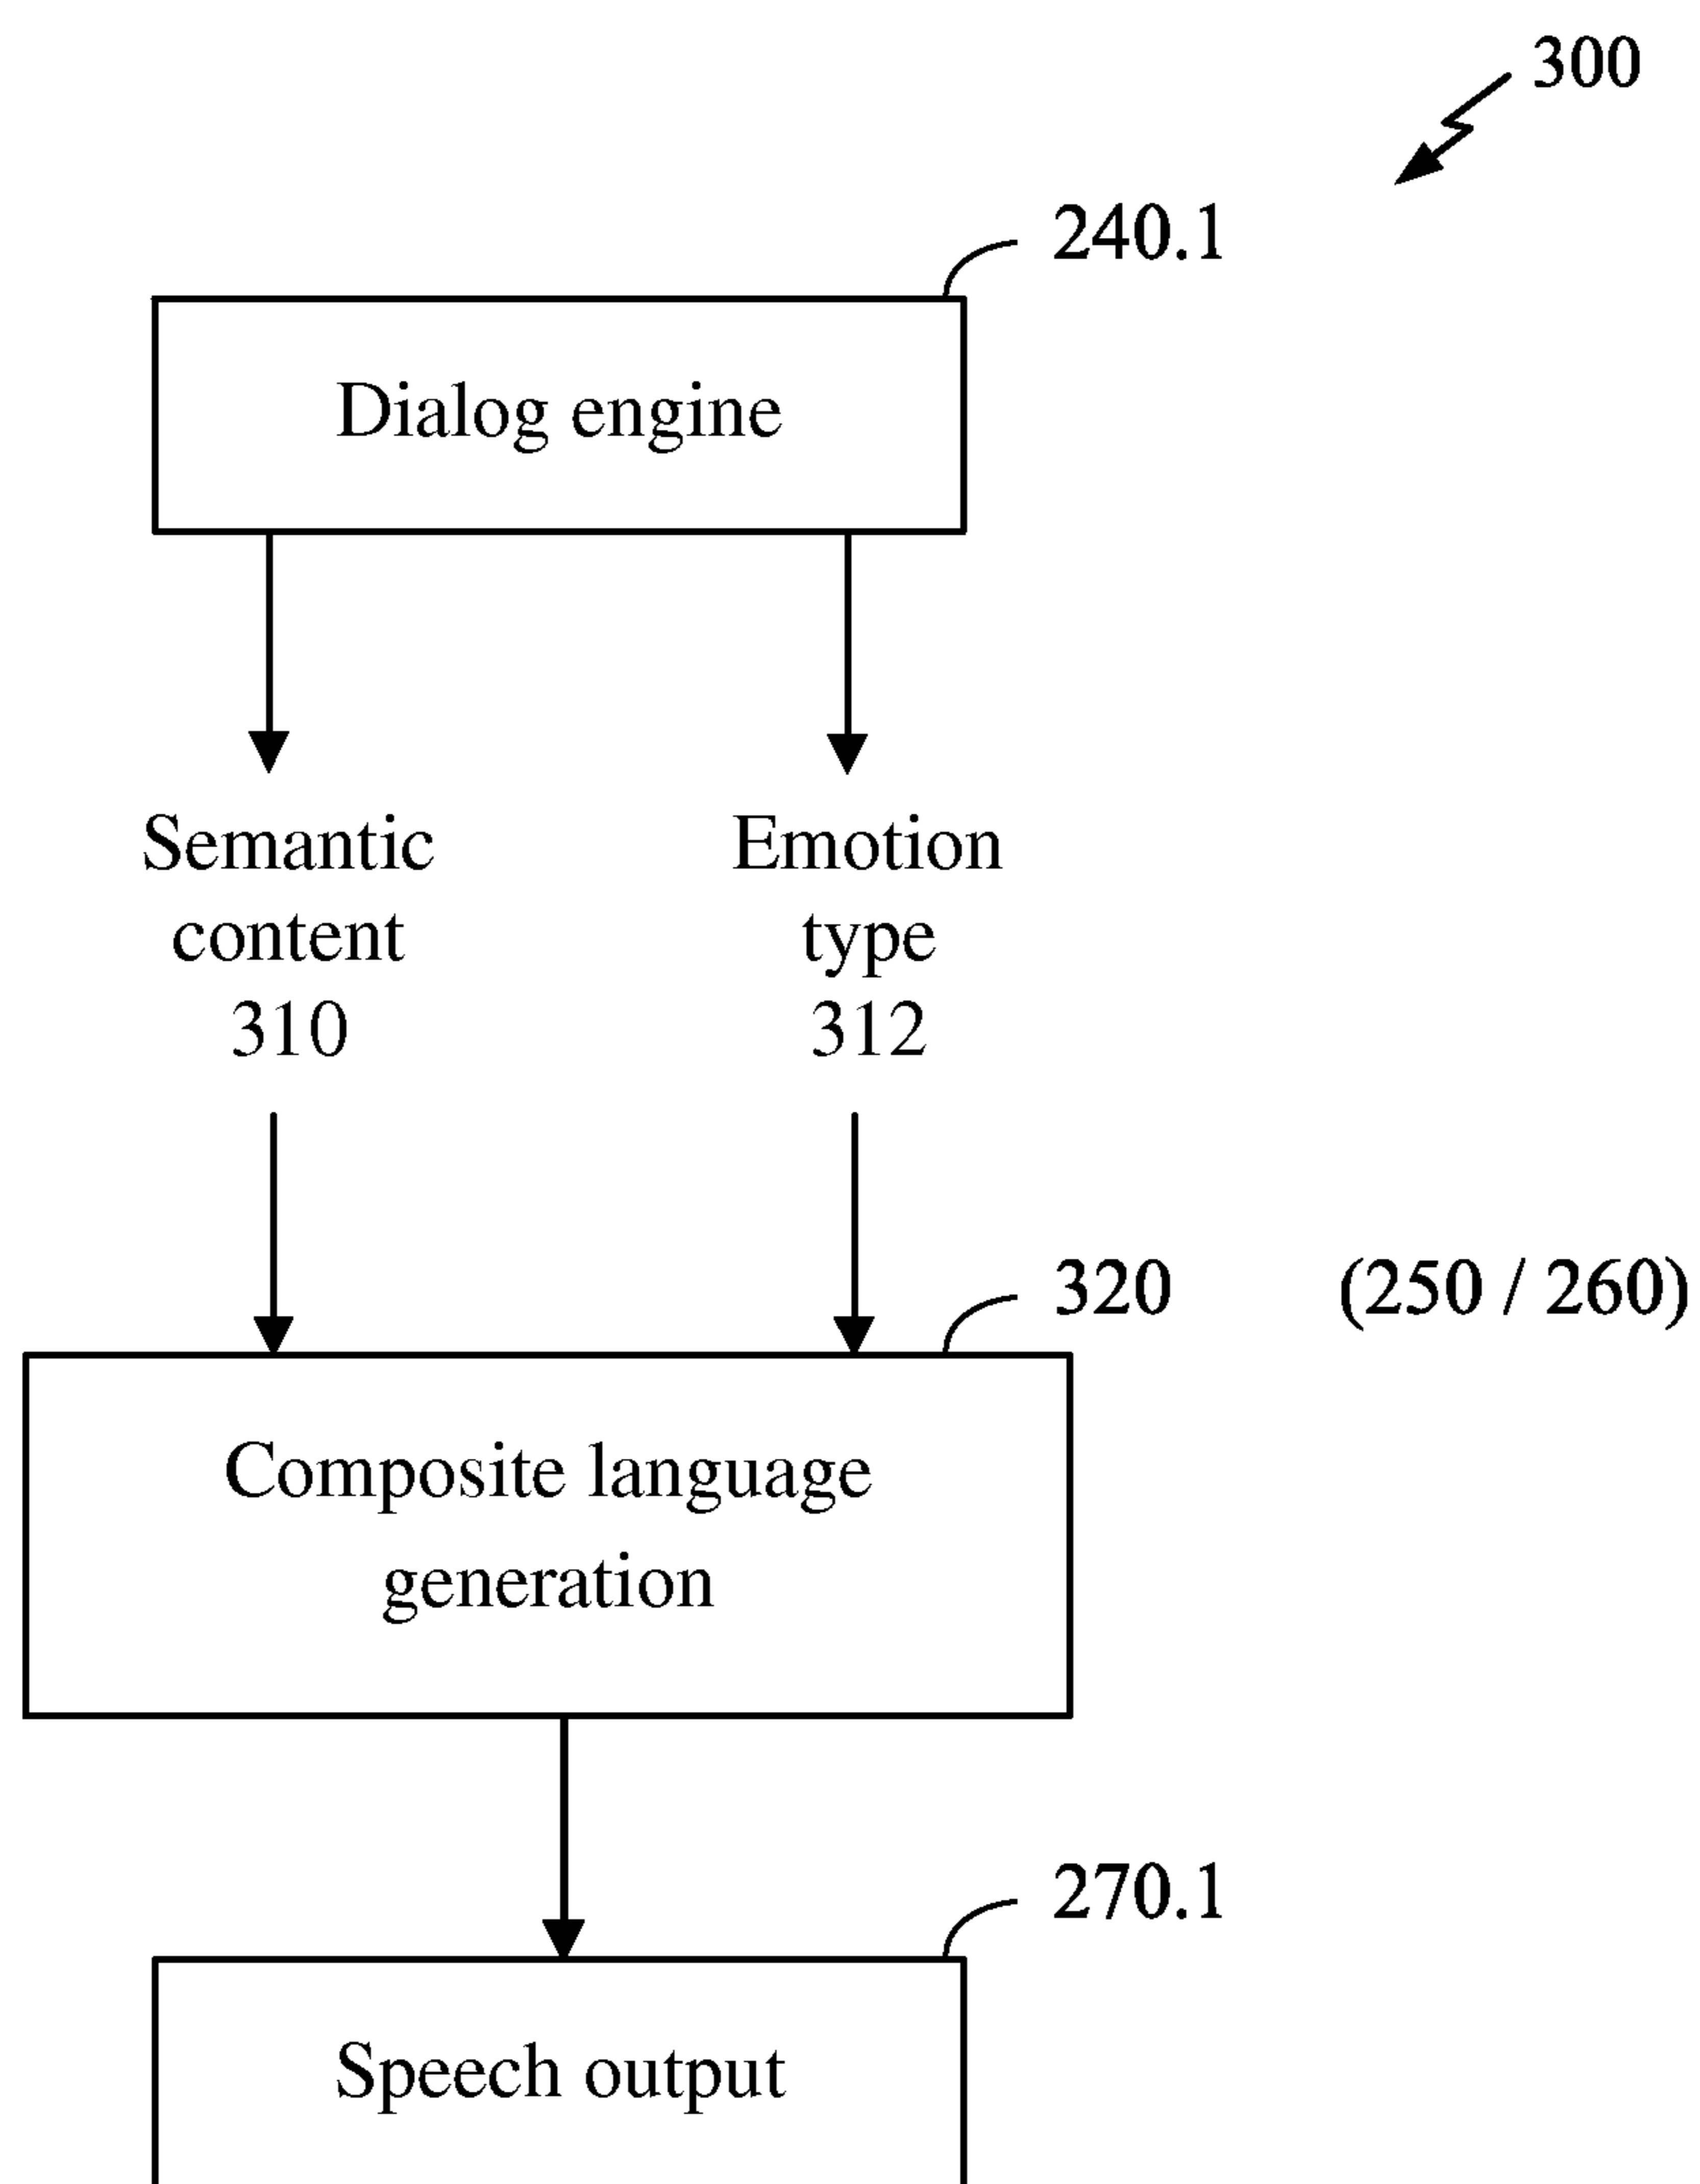 300
240.1
Dialog engine
Semantic
content
310
Emotion
type
312
320
(250 / 260)
Composite language
generation
270.1
Speech output